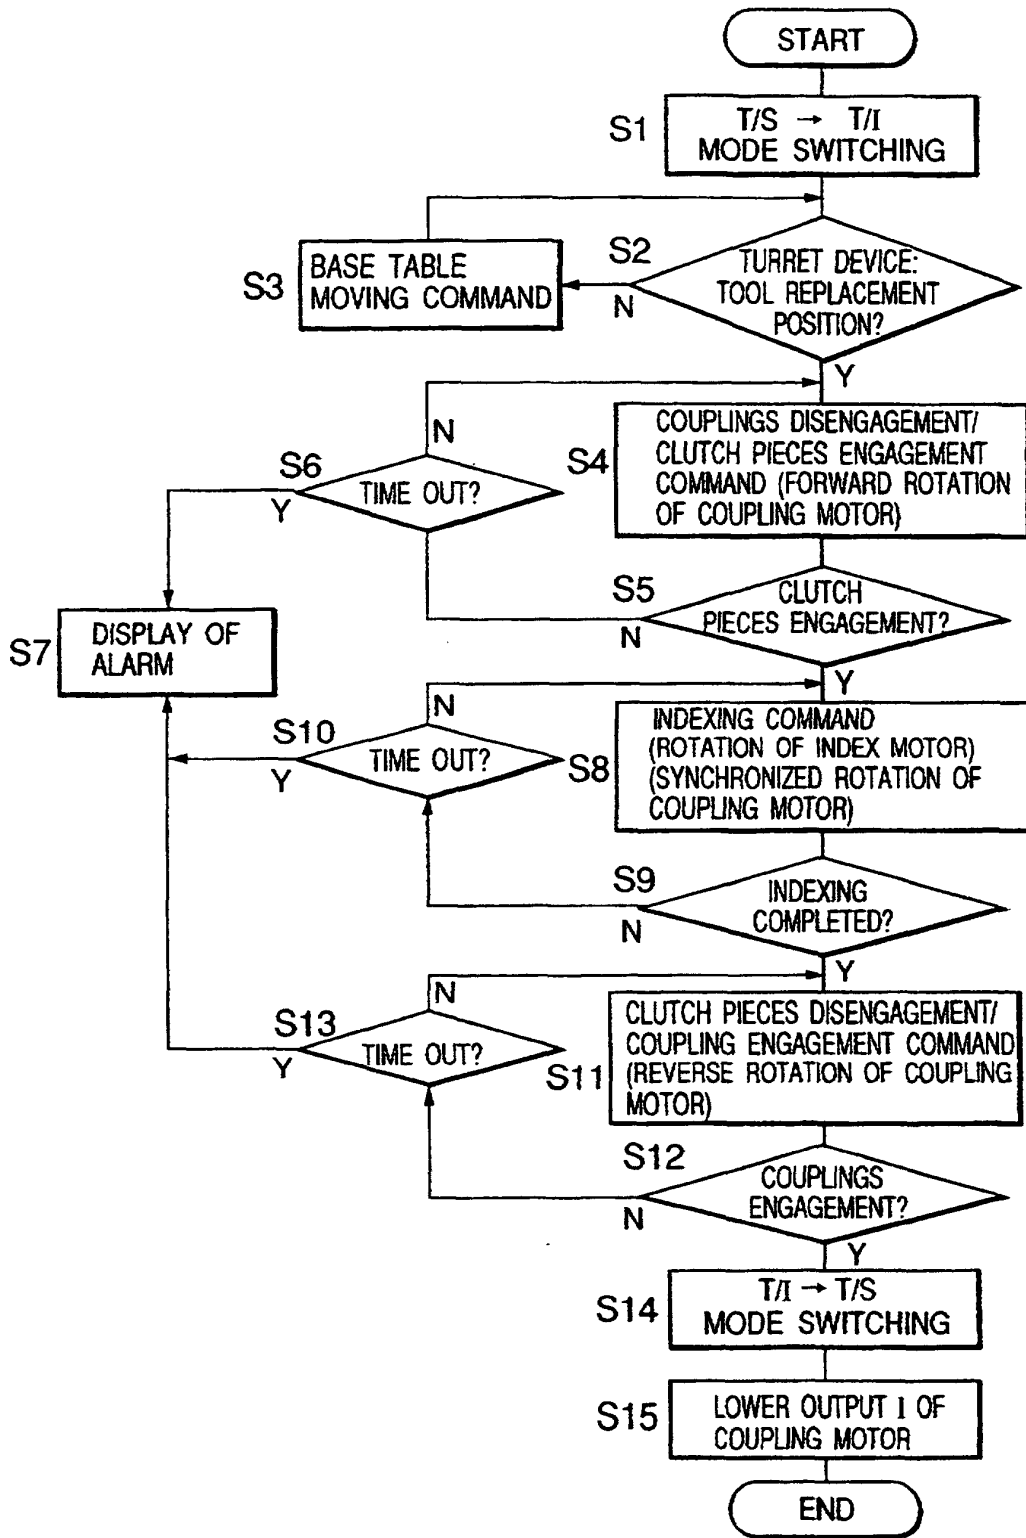 START
S1
T/S → T/I
MODE SWITCHING
S2
TURRET DEVICE:
TOOL REPLACEMENT
POSITION?
N
Y
S3
BASE TABLE
MOVING COMMAND
S4
COUPLINGS DISENGAGEMENT/
CLUTCH PIECES ENGAGEMENT
COMMAND (FORWARD ROTATION
OF COUPLING MOTOR)
S5
CLUTCH
PIECES ENGAGEMENT?
N
Y
S6
TIME OUT?
N
Y
S7
DISPLAY OF
ALARM
S8
INDEXING COMMAND
(ROTATION OF INDEX MOTOR)
(SYNCHRONIZED ROTATION OF
COUPLING MOTOR)
S9
INDEXING
COMPLETED?
N
Y
S10
TIME OUT?
N
Y
S11
CLUTCH PIECES DISENGAGEMENT/
COUPLING ENGAGEMENT COMMAND
(REVERSE ROTATION OF COUPLING
MOTOR)
S12
COUPLINGS
ENGAGEMENT?
N
Y
S13
TIME OUT?
N
Y
S14
T/I → T/S
MODE SWITCHING
S15
LOWER OUTPUT I OF
COUPLING MOTOR
END